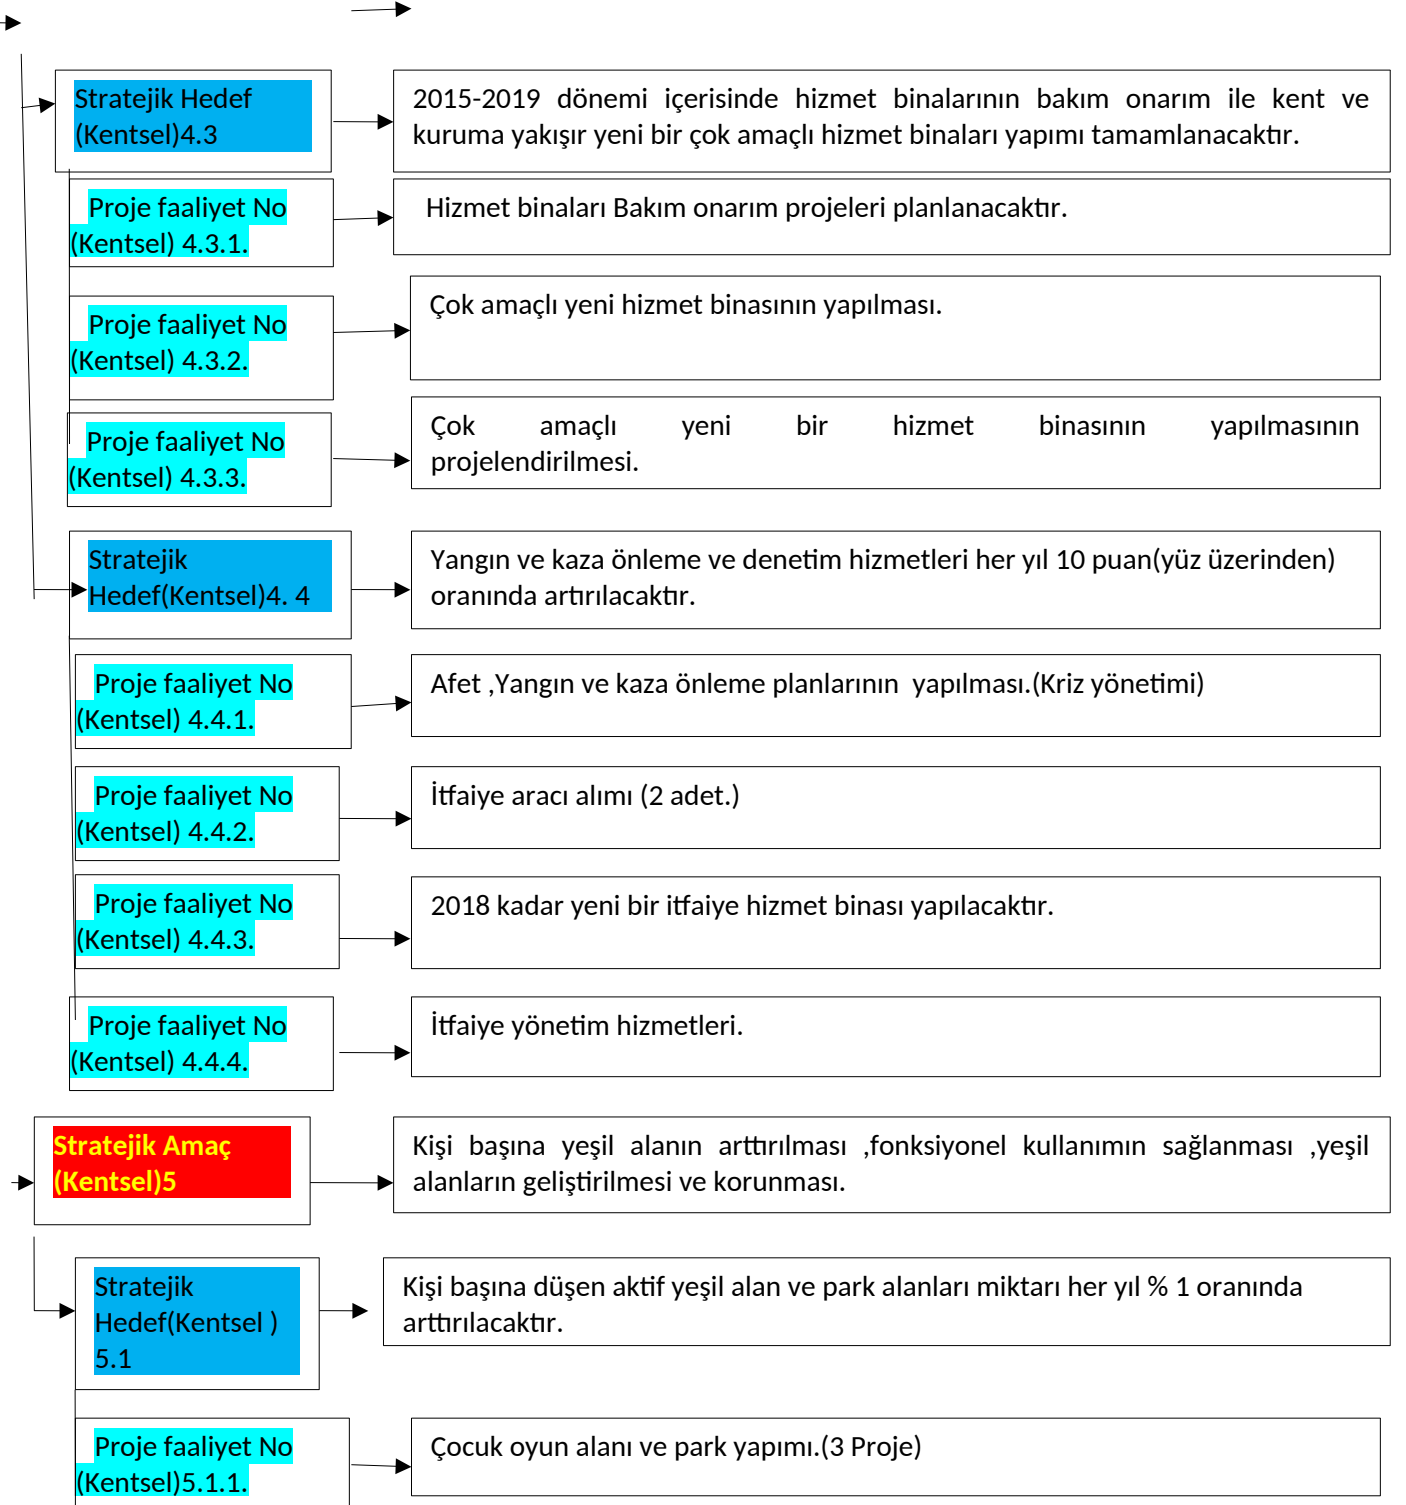 Stratejik Hedef
(Kentsel)4.3
2015-2019 dönemi içerisinde hizmet binalarının bakım onarım ile kent ve
kuruma yakışır yeni bir çok amaçlı hizmet binaları yapımı tamamlanacaktır.
Proje faaliyet No
(Kentsel) 4.3.1.
Hizmet binaları Bakım onarım projeleri planlanacaktır.
Proje faaliyet No
(Kentsel) 4.3.2.
Çok amaçlı yeni hizmet binasının yapılması.
Proje faaliyet No
(Kentsel) 4.3.3.
Çok amaçlı yeni bir hizmet binasının yapılmasının
projelendirilmesi.
Stratejik
Hedef(Kentsel)4. 4
Yangın ve kaza önleme ve denetim hizmetleri her yıl 10 puan(yüz üzerinden)
oranında artırılacaktır.
Proje faaliyet No
(Kentsel) 4.4.1.
Afet ,Yangın ve kaza önleme planlarının  yapılması.(Kriz yönetimi)
Proje faaliyet No
(Kentsel) 4.4.2.
İtfaiye aracı alımı (2 adet.)
Proje faaliyet No
(Kentsel) 4.4.3.
2018 kadar yeni bir itfaiye hizmet binası yapılacaktır.
Proje faaliyet No
(Kentsel) 4.4.4.
İtfaiye yönetim hizmetleri.
Stratejik Amaç
(Kentsel)5
Kişi başına yeşil alanın arttırılması ,fonksiyonel kullanımın sağlanması ,yeşil
alanların geliştirilmesi ve korunması.
Stratejik
Hedef(Kentsel )
5.1
Kişi başına düşen aktif yeşil alan ve park alanları miktarı her yıl % 1 oranında
arttırılacaktır.
Proje faaliyet No
(Kentsel)5.1.1.
Çocuk oyun alanı ve park yapımı.(3 Proje)